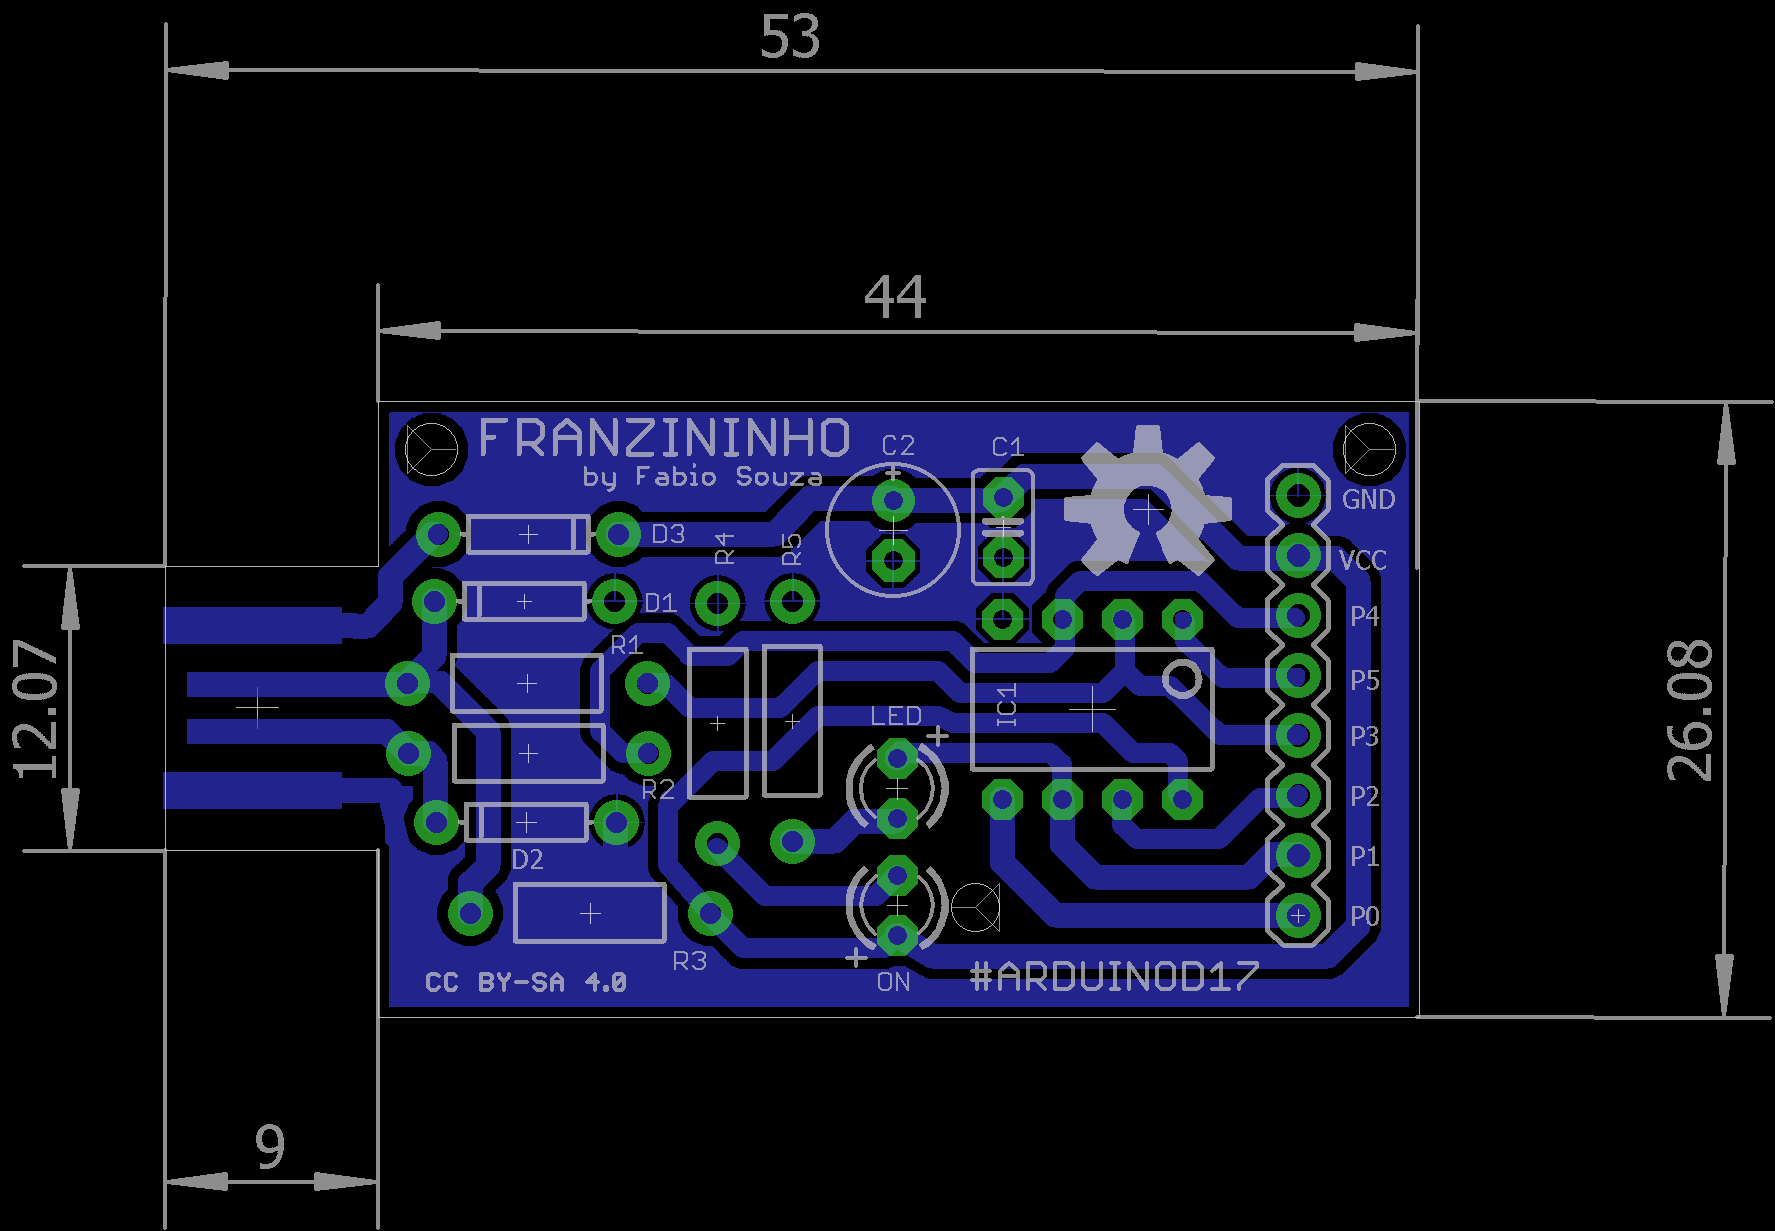 53
44
FRANZININHO
by Fabio Souza
C2
C1
+
GND
D3
R4
R5
VCC
D1
P4
R1
12.07
26.08
P5
IC1
LED
+
P3
R2
P2
D2
P1
P0
R3
+
ON
CC BY-SA 4.0
#ARDUINOD17
9